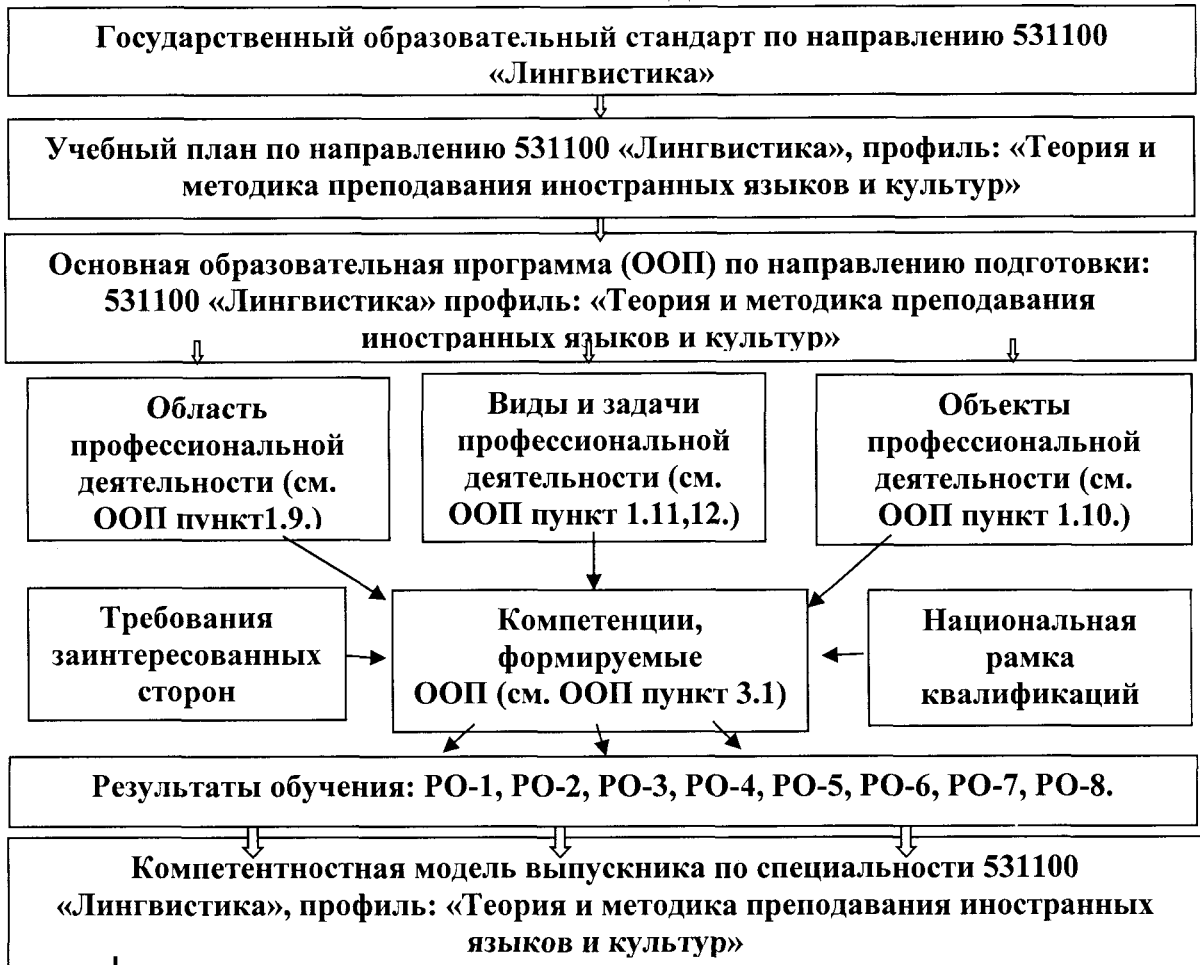 Государственный образовательный стандарт по направлению 531100
«Лингвистика»
Учебный план по направлению 531100 «Лингвистика», профиль: «Теория и
методика преподавания иностранных языков и культур»
Основная образовательная программа (ООП) по направлению подготовки:
531100 «Лингвистика» профиль: «Теория и методика преподавания
иностранных языков и культур»
Область
профессиональной
деятельности (см.
ООП пункт1.9.)
Виды и задачи
профессиональной
деятельности (см.
ООП пункт 1.11,12.)
Объекты
профессиональной
деятельности (см.
ООП пункт 1.10.)
Требования
заинтересованных
сторон
Компетенции,
формируемые
ООП (см. ООП пункт 3.1)
Национальная
рамка
квалификаций
Результаты обучения: РО-1, РО-2, РО-3, РО-4, РО-5, РО-6, РО-7, РО-8.
Компетентностная модель выпускника по специальности 531100
«Лингвистика», профиль: «Теория и методика преподавания иностранных
языков и культур»